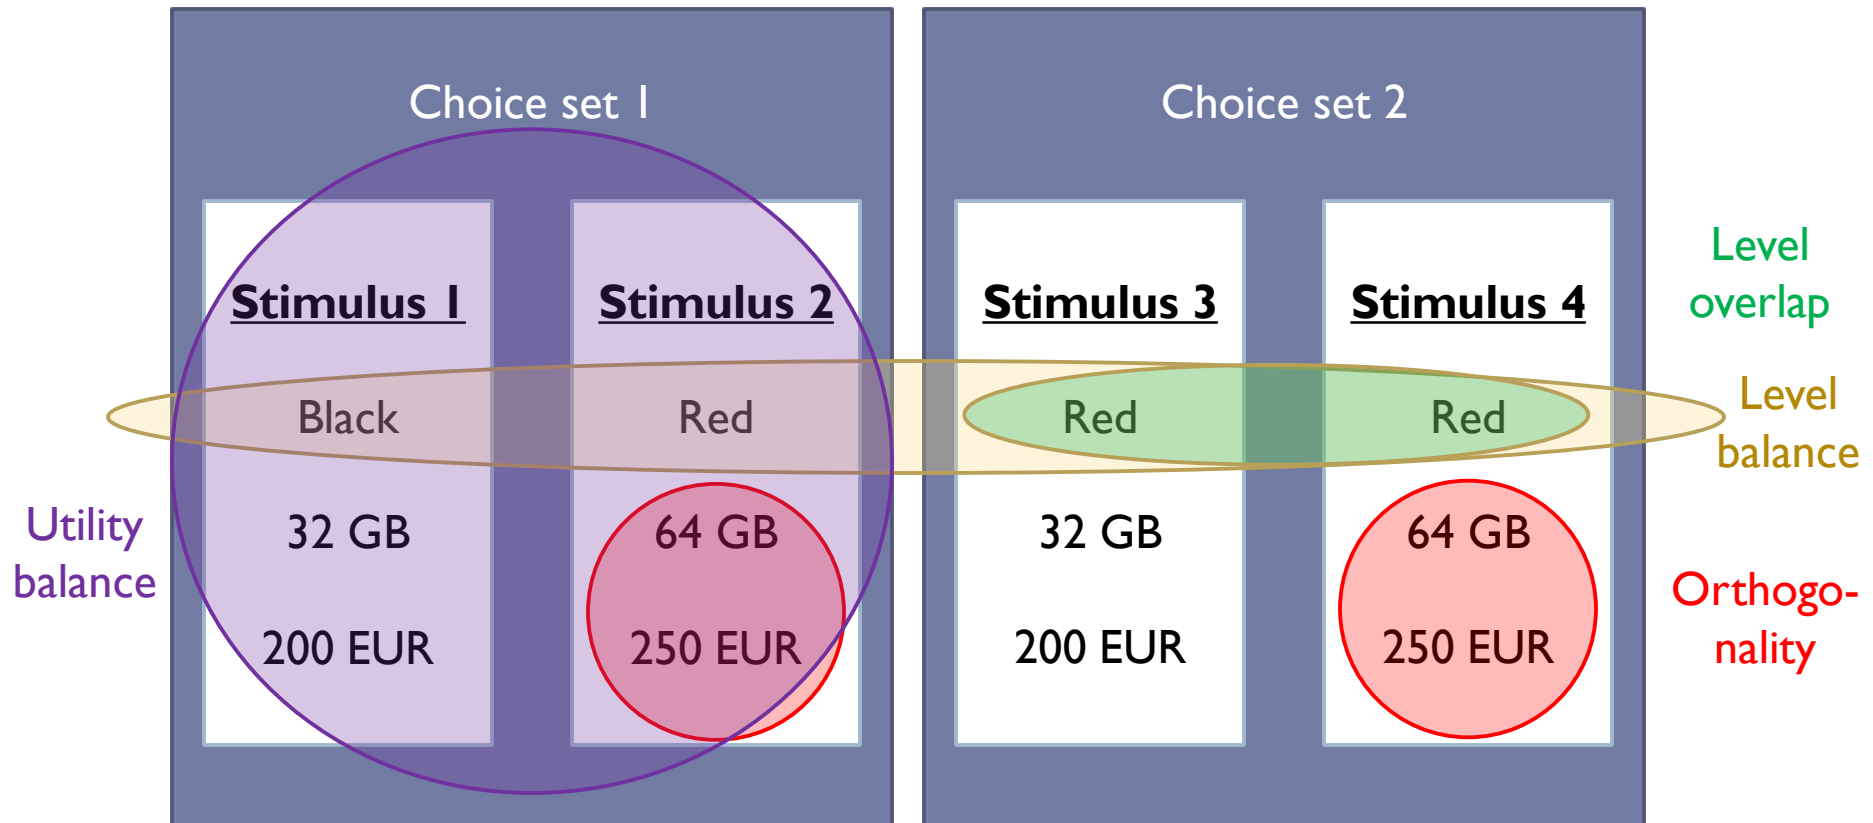 Choice set 1
Choice set 2
Stimulus 1
Stimulus 2
Stimulus 3
Stimulus 4
Black
Red
Red
Red
32 GB
64 GB
32 GB
64 GB
200 EUR
250 EUR
200 EUR
250 EUR
Utility
balance
Level
overlap
Level
balance
Orthogo-
nality